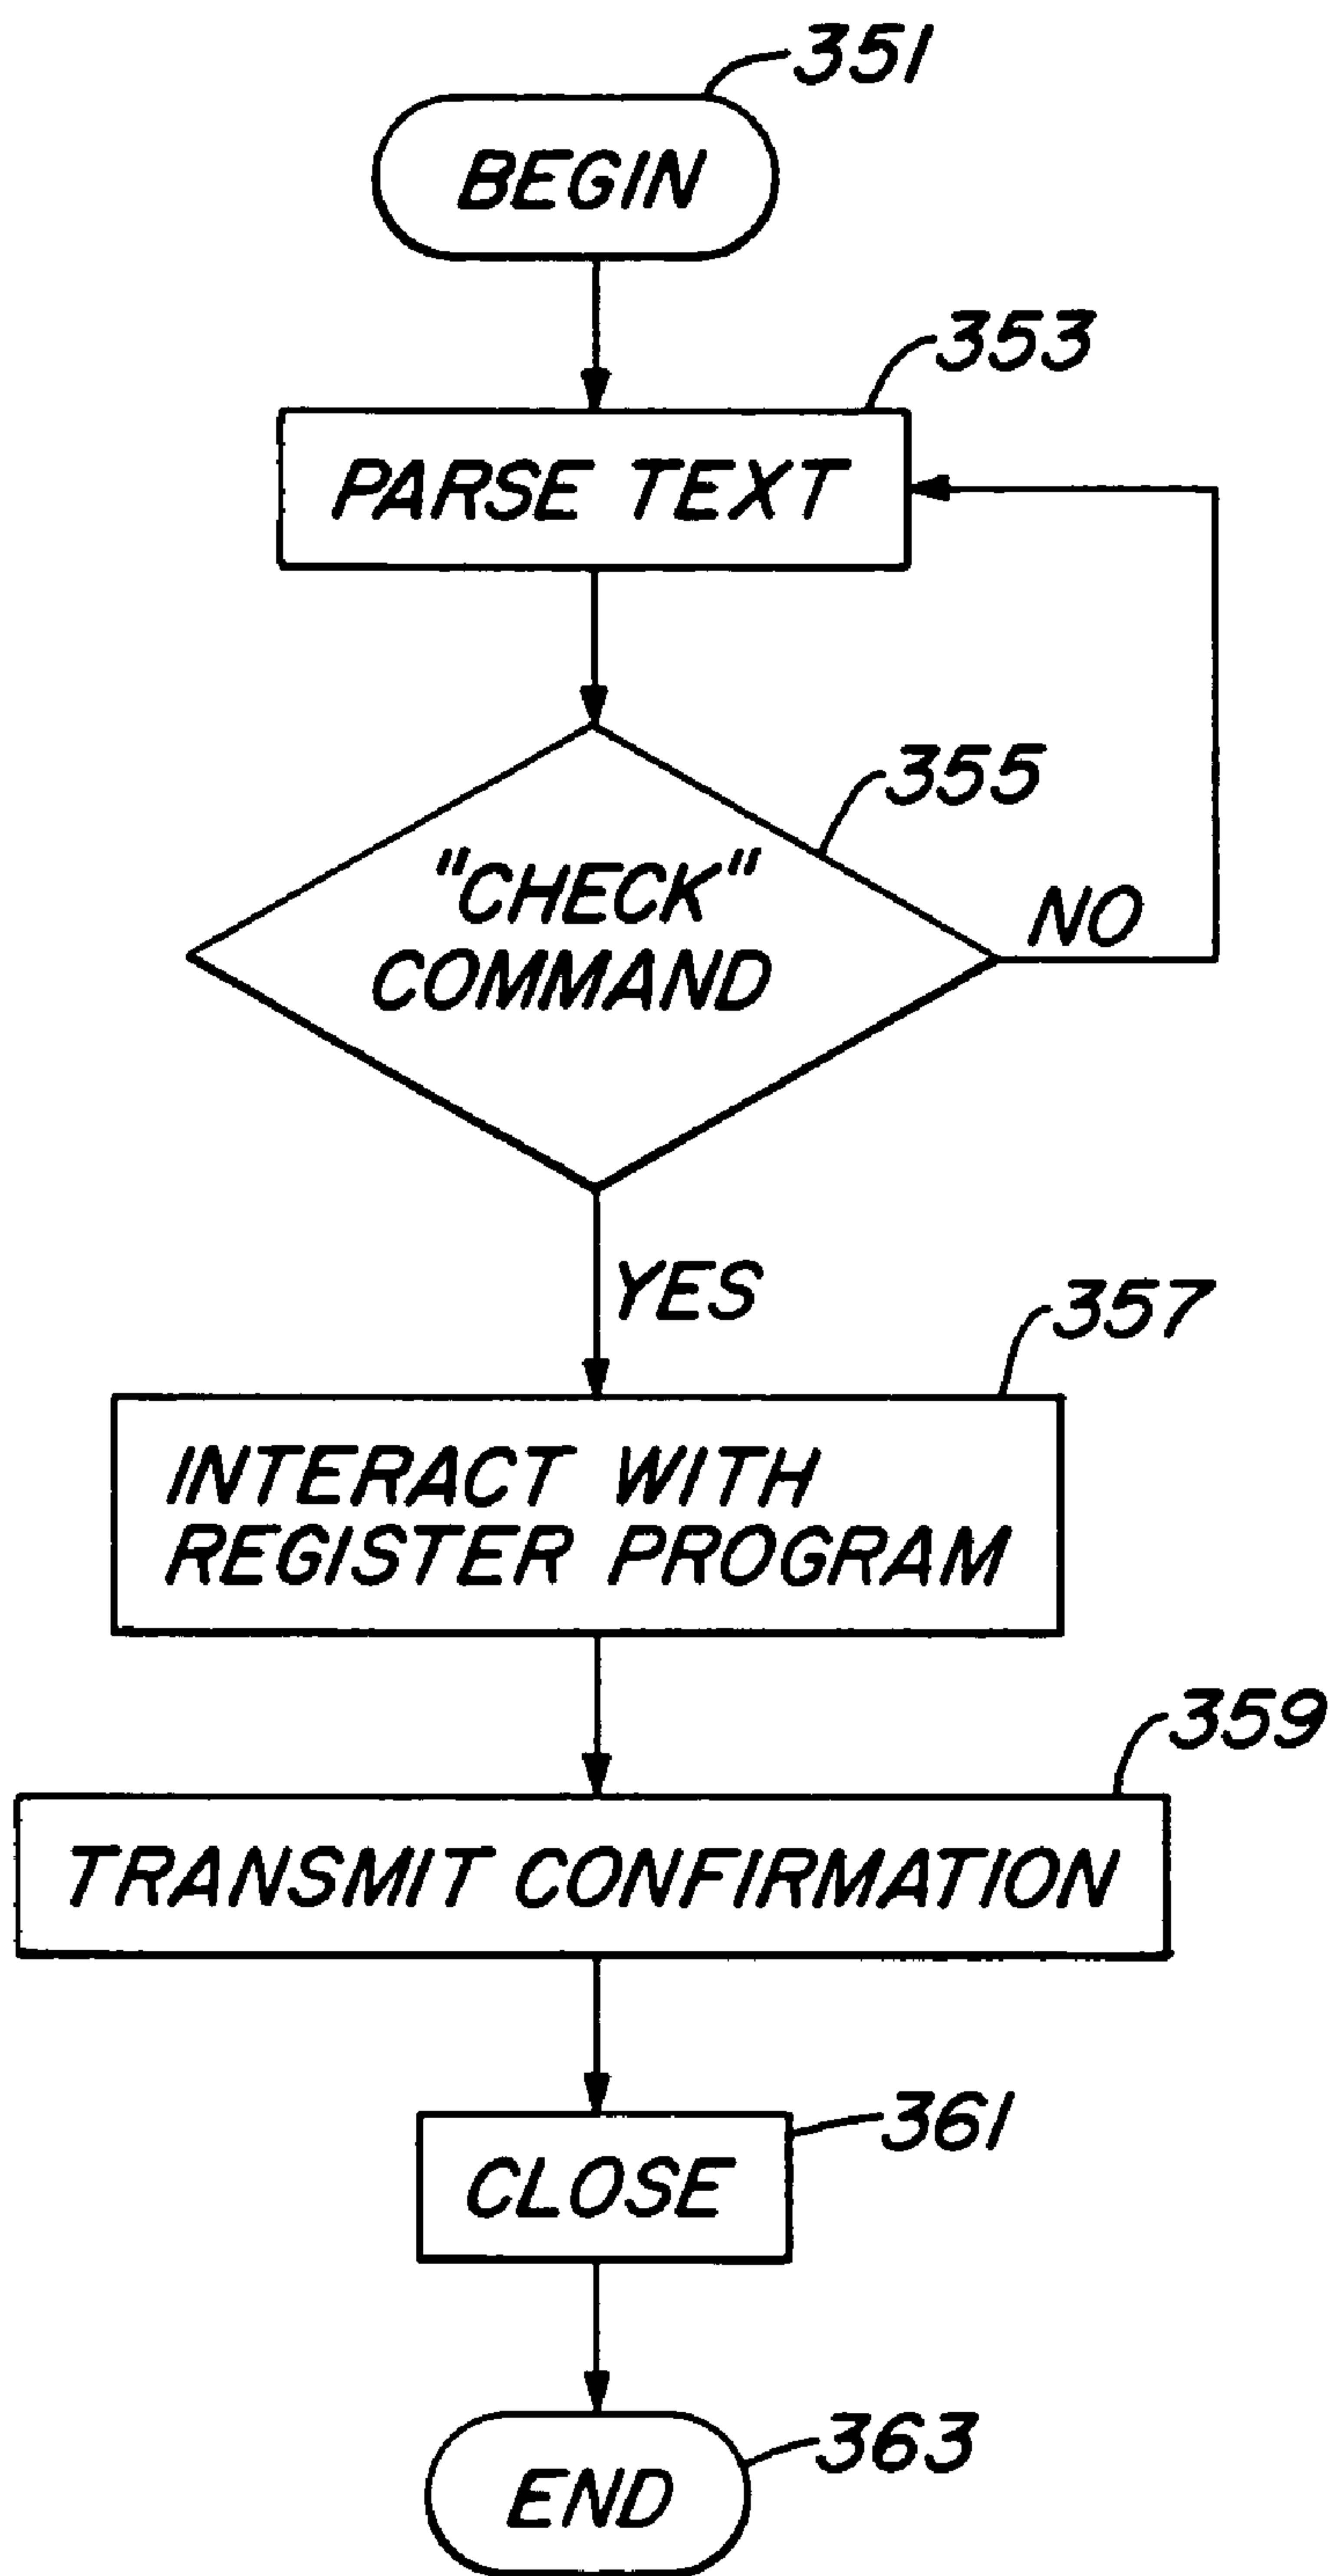 351
BEGIN
353
PARSE TEXT
355
"CHECK"
COMMAND
NO
YES
357
INTERACT WITH
REGISTER PROGRAM
359
TRANSMIT CONFIRMATION
361
CLOSE
363
END